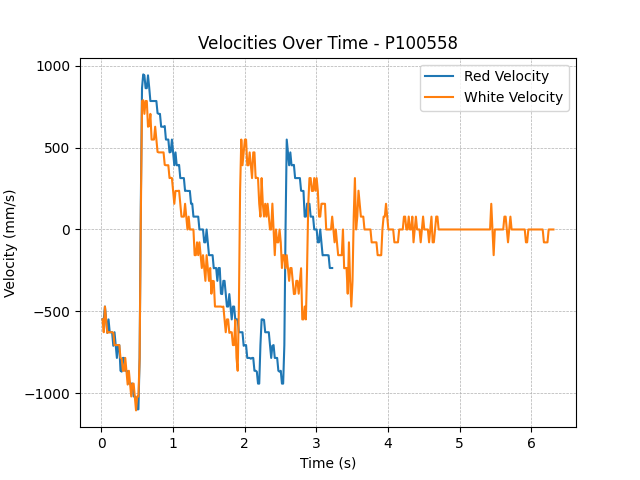 Velocities Over Time - P100558
Red Velocity
White Velocity
Velocity (mm/s)
1000
500
0
−500
−1000
0 1 2 3 4 5 6
Time (s)